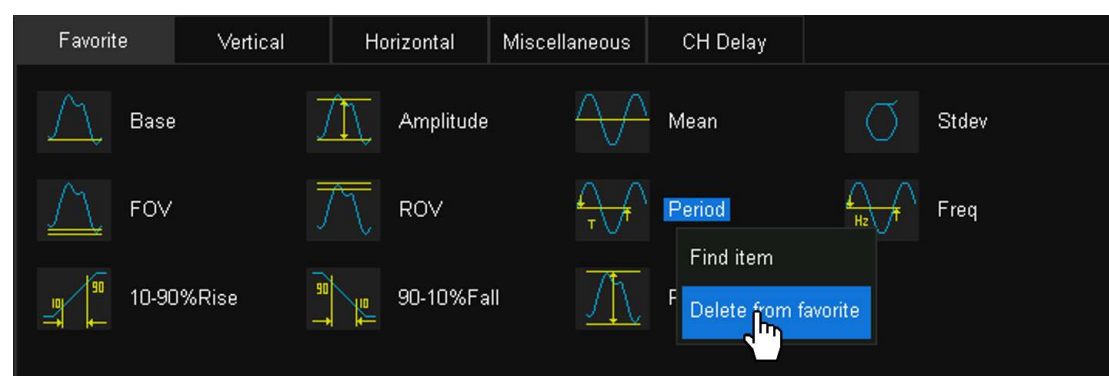 Favorite Vertical Horizontal Miscellaneous CH Delay
Base Amplitude Mean Stdev
FOV ROV T Period Hz Freq
Find item
10 90 10-90%Rise 90 10 90-10%Fall
Delete from favorite